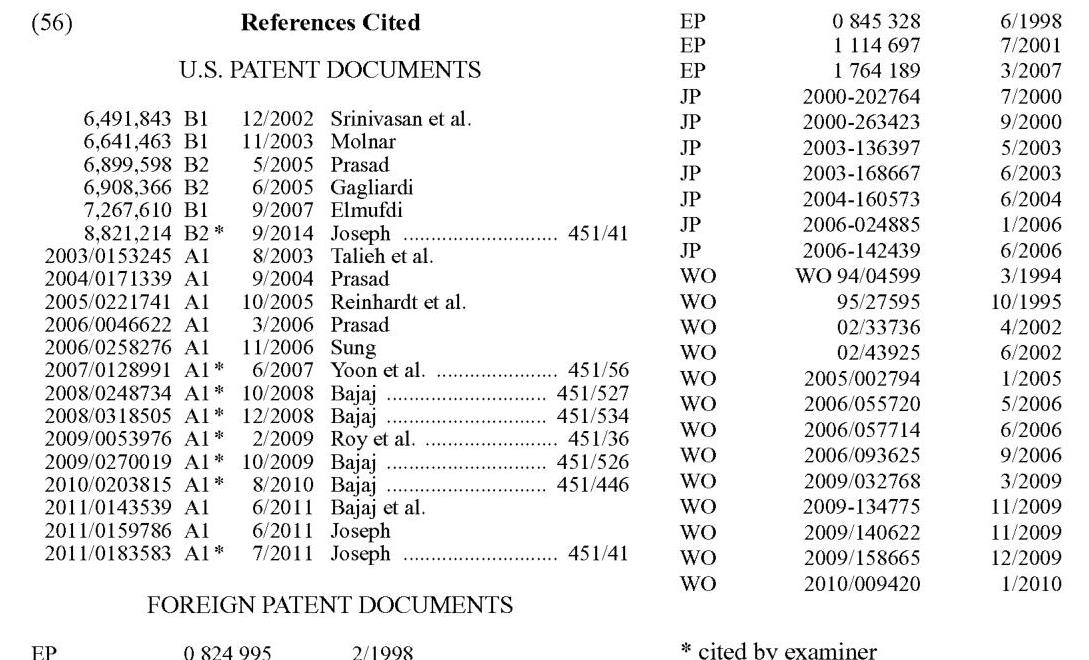 (56) References Cited
U.S. PATENT DOCUMENTS
6,491,843 B1 12/2002 Srinivasan et al.
6,641,463 B1 11/2003 Molnar
6,899,598 B2 5/2005 Prasad
6,908,366 B2 6/2005 Gagliardi
7,267,610 B1 9/2007 Elmufdi
8,821,214 B2 * 9/2014 Joseph ............................ 451/41
2003/0153245 A1 8/2003 Talieh et al.
2004/0171339 A1 9/2004 Prasad
2005/0221741 A1 10/2005 Reinhardt et al.
2006/0046622 A1 3/2006 Prasad
2006/0258276 A1 11/2006 Sung
2007/0128991 A1 * 6/2007 Yoon et al. ...................... 451/56
2008/0248734 A1 * 10/2008 Bajaj ............................. 451/527
2008/0318505 A1 * 12/2008 Bajaj ............................. 451/534
2009/0053976 A1 * 2/2009 Roy et al. ........................ 451/36
2009/0270019 A1 * 10/2009 Bajaj ............................. 451/526
2010/0203815 A1 * 8/2010 Bajaj ............................. 451/446
2011/0143539 A1 6/2011 Bajaj et al.
2011/0159786 A1 6/2011 Joseph
2011/0183583 A1 * 7/2011 Joseph ............................ 451/41
FOREIGN PATENT DOCUMENTS
EP 0 824 995 2/1998
EP 0 845 328 6/1998
EP 1 114 697 7/2001
EP 1 764 189 3/2007
JP 2000-202764 7/2000
JP 2000-263423 9/2000
JP 2003-136397 5/2003
JP 2003-168667 6/2003
JP 2004-160573 6/2004
JP 2006-024885 1/2006
JP 2006-142439 6/2006
WO WO 94/04599 3/1994
WO 95/27595 10/1995
WO 02/33736 4/2002
WO 02/43925 6/2002
WO 2005/002794 1/2005
WO 2006/055720 5/2006
WO 2006/057714 6/2006
WO 2006/093625 9/2006
WO 2009/032768 3/2009
WO 2009-134775 11/2009
WO 2009/140622 11/2009
WO 2009/158665 12/2009
WO 2010/009420 1/2010
* cited by examiner